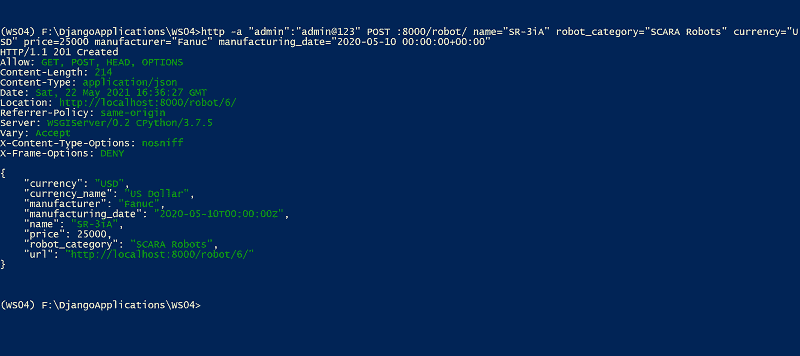 (WS04) F:\DjangoApplications\WS04>http -a "admin":"admin@123" POST :8000/robot/ name="SR-3iA" robot_category="SCARA Robots" currency="U
SD" price=25000 manufacturer="Fanuc" manufacturing_date="2020-05-10 00:00:00+00:00"
HTTP/1.1 201 Created
Allow: GET, POST, HEAD, OPTIONS
Content-Length: 214
Content-Type: application/json
Date: Sat, 22 May 2021 16:36:27 GMT
Location: http://localhost:8000/robot/6/
Referrer-Policy: same-origin
Server: WSGIServer/0.2 CPython/3.7.5
Vary: Accept
X-Content-Type-Options: nosniff
X-Frame-Options: DENY
{
    "currency": "USD",
    "currency_name": "US Dollar",
    "manufacturer": "Fanuc",
    "manufacturing_date": "2020-05-10T00:00:00Z",
    "name": "SR-3iA",
    "price": 25000,
    "robot_category": "SCARA Robots",
    "url": "http://localhost:8000/robot/6/"
}
(WS04) F:\DjangoApplications\WS04>